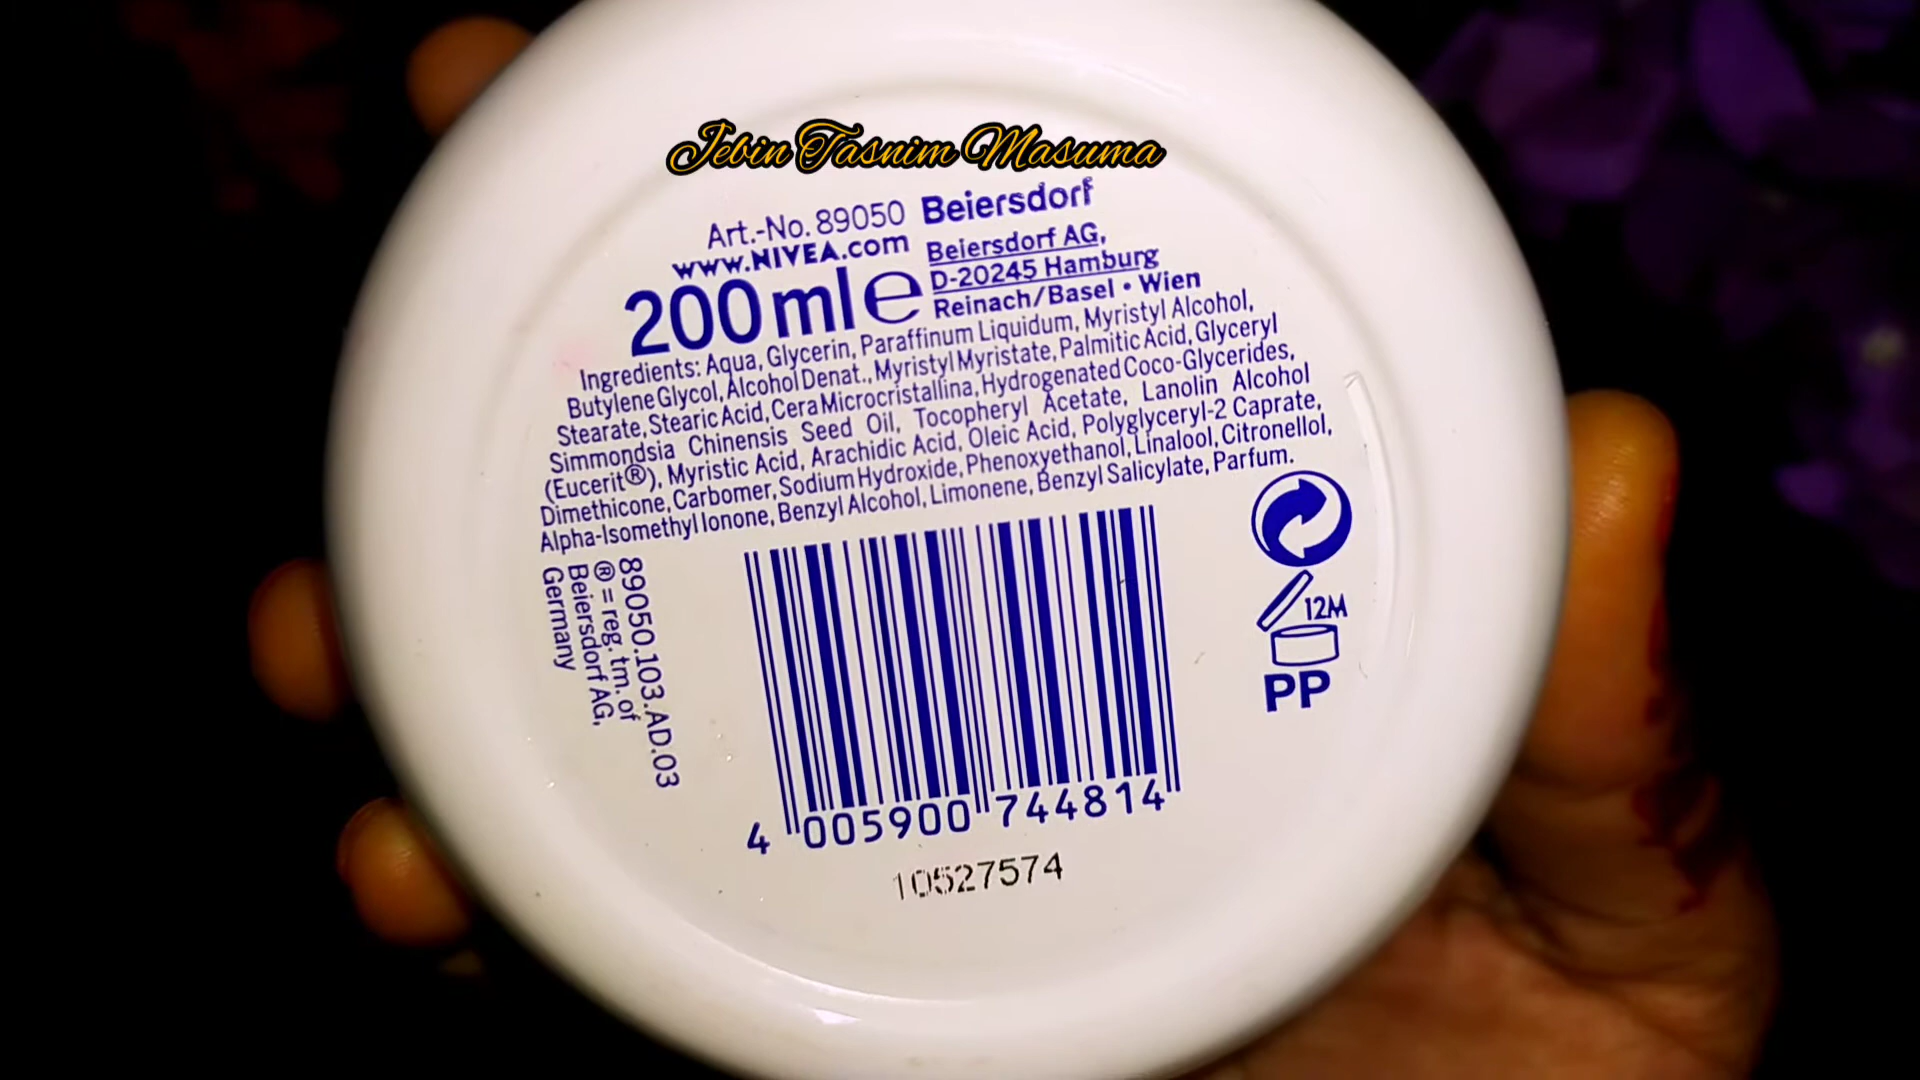 Jebin Tasnim Masuma
Art.-No. 89050 Beiersdorf
www.NIVEA.com
Beiersdorf AG,
D-20245 Hamburg
Reinach/Basel • Wien
200 ml e
Ingredients: Aqua, Glycerin, Paraffinum Liquidum, Myristyl Alcohol,
Butylene Glycol, Alcohol Denat., Myristyl Myristate, Palmitic Acid, Glyceryl
Stearate, Stearic Acid, Cera Microcristallina, Hydrogenated Coco-Glycerides,
Simmondsia Chinensis Seed Oil, Tocopheryl Acetate, Lanolin Alcohol
(Eucerit®), Myristic Acid, Arachidic Acid, Oleic Acid, Polyglyceryl-2 Caprate,
Dimethicone, Carbomer, Sodium Hydroxide, Phenoxyethanol, Linalool, Citronellol,
Alpha-Isomethyl Ionone, Benzyl Alcohol, Limonene, Benzyl Salicylate, Parfum.
89050.103.AD.03
® = reg. tm. of
Beiersdorf AG,
Germany
12M
PP
4 005900 744814
10527574